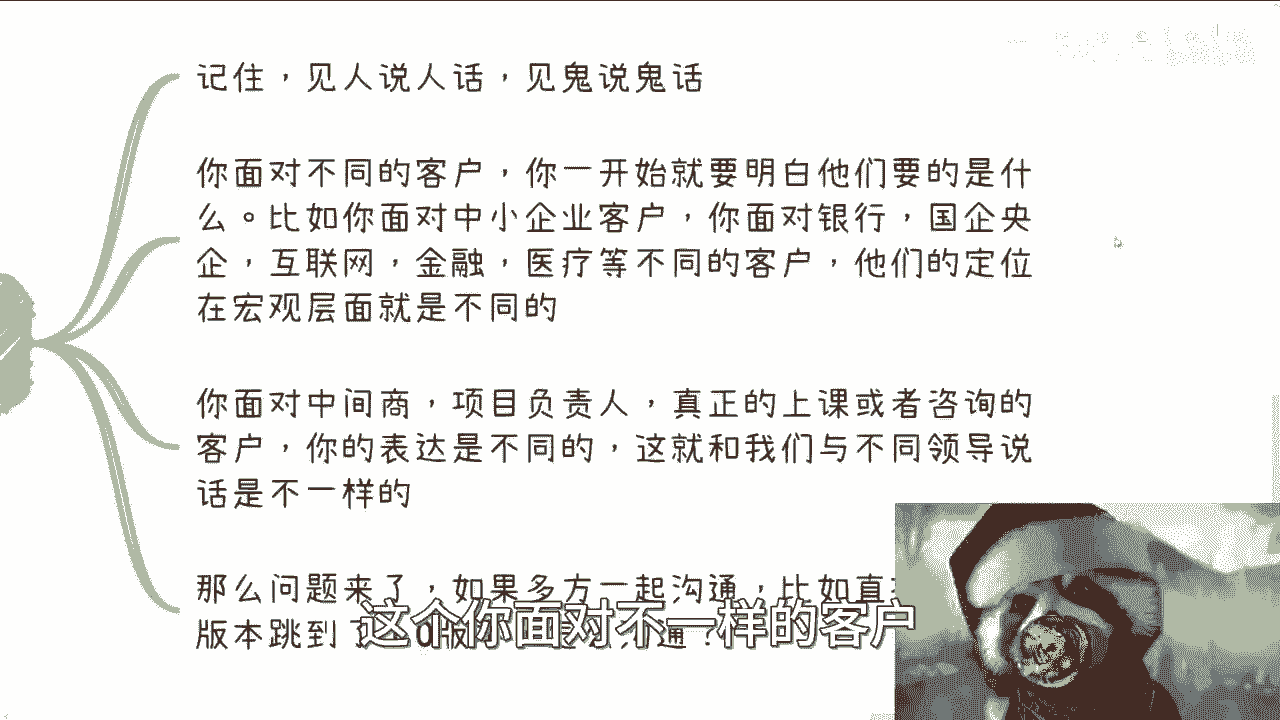 记住，见人说人话，见鬼说鬼话
你面对不同的客户，你一开始就要明白他们要的是什
么。比如你面对中小企业客户，你面对银行，国企央
企，互联网，金融，医疗等不同的客户，他们的定位
在宏观层面就是不同的
你面对中间商，项目负责人，真正的上课或者咨询的
客户，你的表达是不同的，这就和我们与不同领导说
话是不一样的
那么问题来了，如果多方一起沟通，比如直
版本跳到了
这个你面对不一样的客户